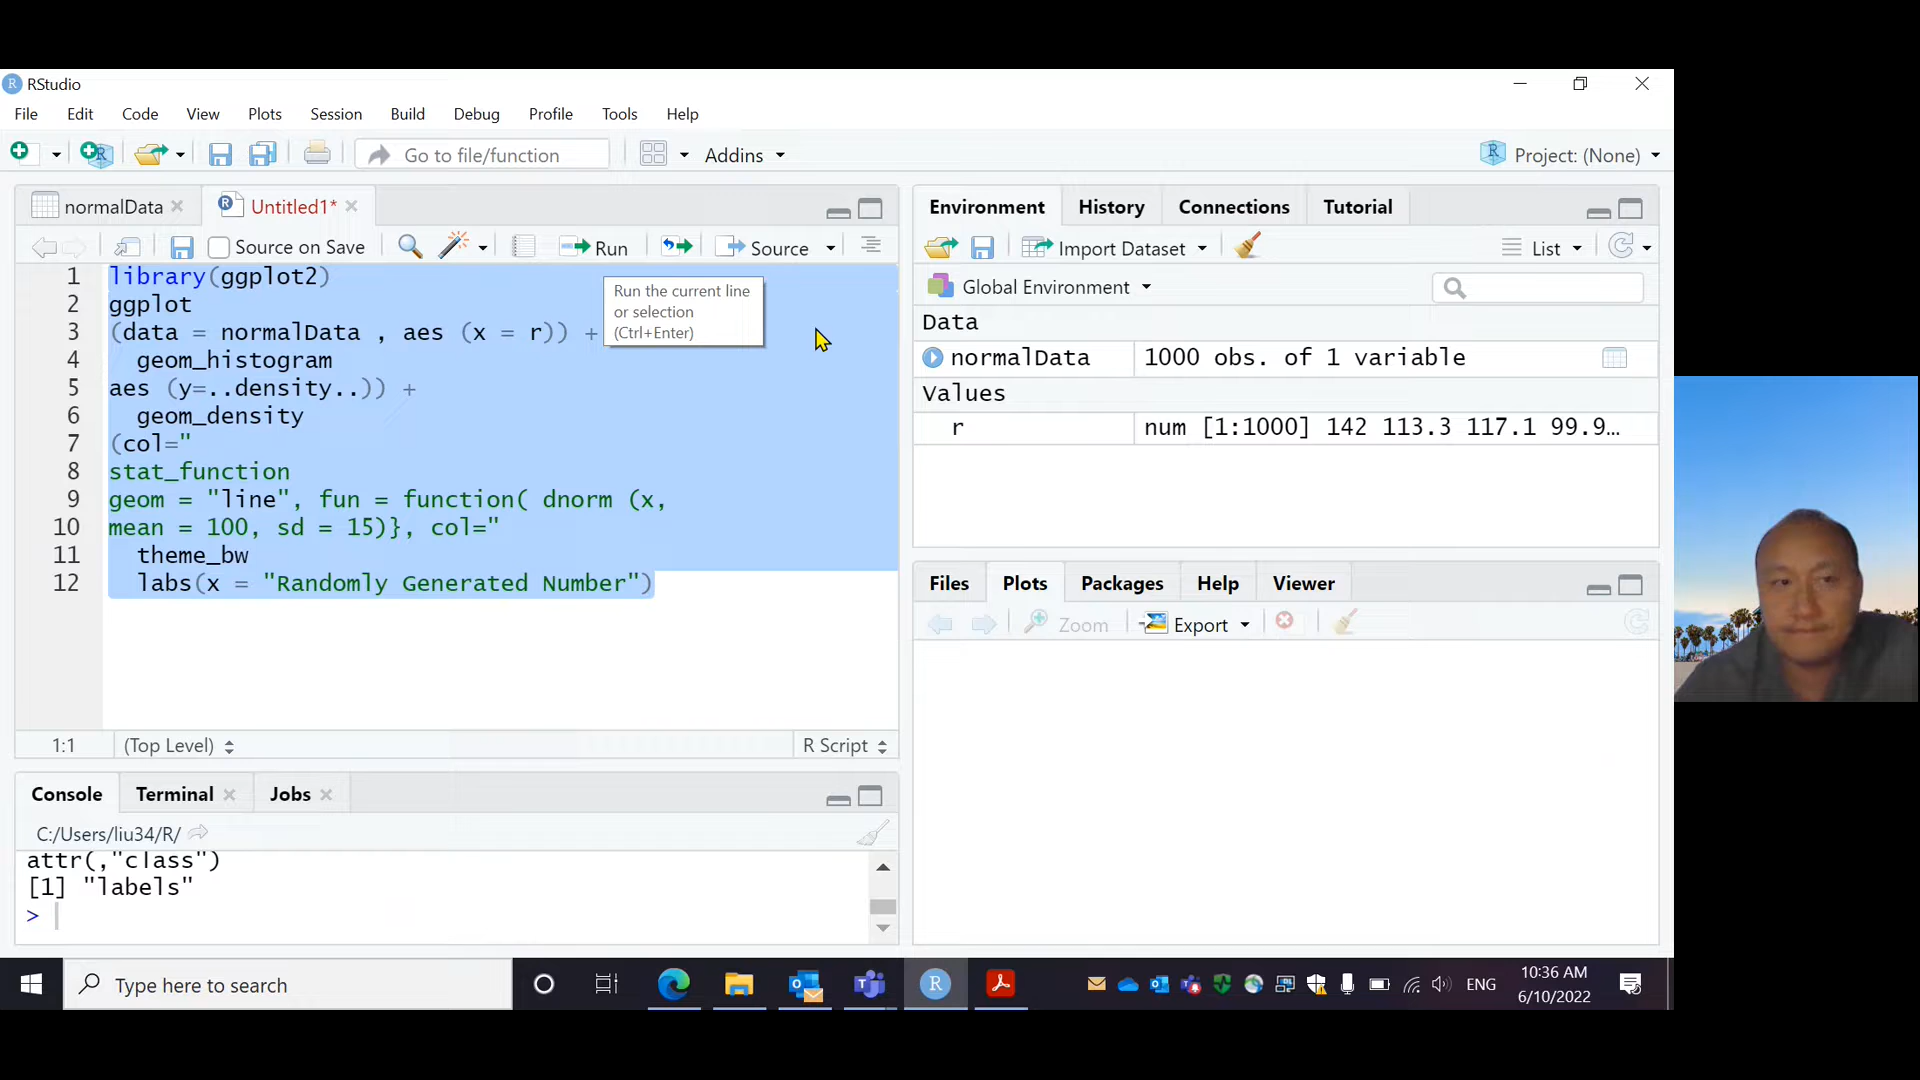 RStudio
File Edit Code View Plots Session Build Debug Profile Tools Help
Go to file/function Addins Project: (None)
normalData Untitled1*
Source on Save Run Source
1 library(ggplot2)
2 ggplot
3 (data = normalData , aes (x = r)) +
4 geom_histogram
5 aes (y=..density..)) +
6 geom_density
7 (col="
8 stat_function
9 geom = "line", fun = function( dnorm (x,
10 mean = 100, sd = 15)}, col="
11 theme_bw
12 labs(x = "Randomly Generated Number")
Run the current line
or selection
(Ctrl+Enter)
1:1 (Top Level) R Script
Console Terminal Jobs
C:/Users/liu34/R/
attr(,"class")
[1] "labels"
>
Environment History Connections Tutorial
Import Dataset List
Global Environment
Data
normalData 1000 obs. of 1 variable
Values
r num [1:1000] 142 113.3 117.1 99.9...
Files Plots Packages Help Viewer
Zoom Export
Type here to search
ENG
10:36 AM
6/10/2022